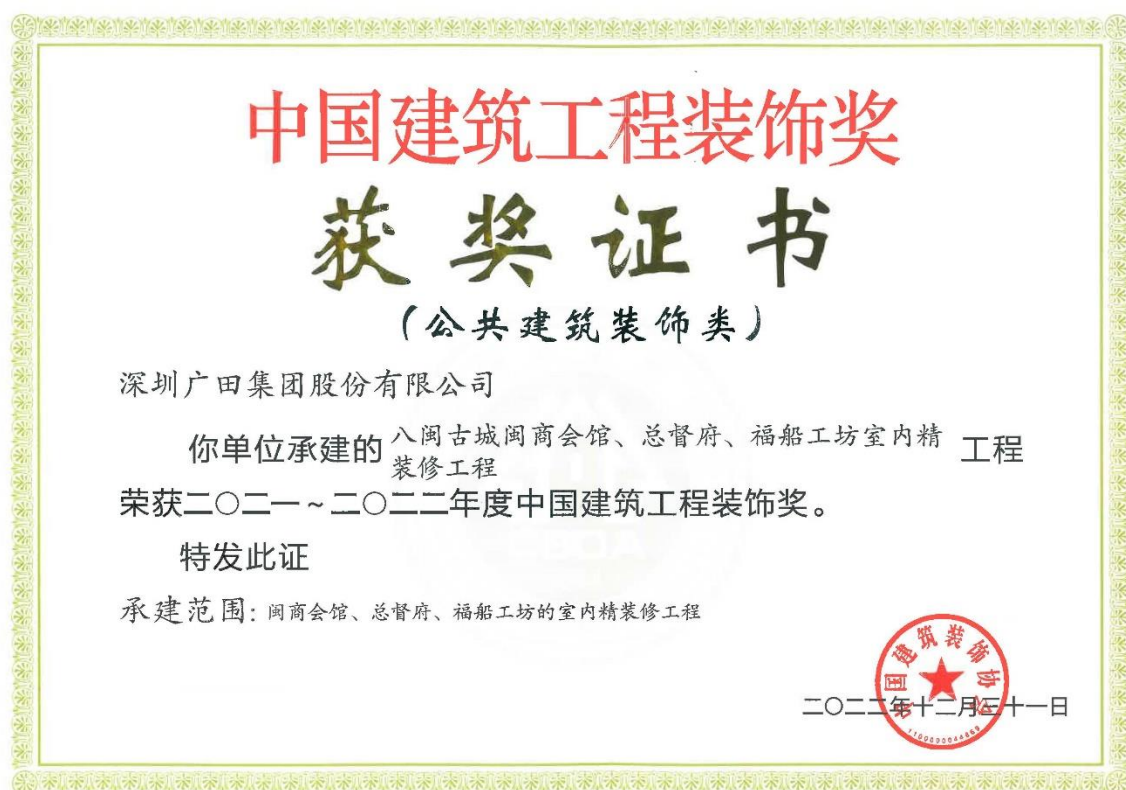 中国建筑工程装饰奖
获奖证书
(公共建筑装饰类)
深圳广田集团股份有限公司
你单位承建的 八闽古城闽商会馆、总督府、福船工坊室内精装修工程 工程
荣获二〇二一~二〇二二年度中国建筑工程装饰奖。
特发此证
承建范围: 闽商会馆、总督府、福船工坊的室内精装修工程
中国建筑装饰协会
二〇二二年十二月三十一日